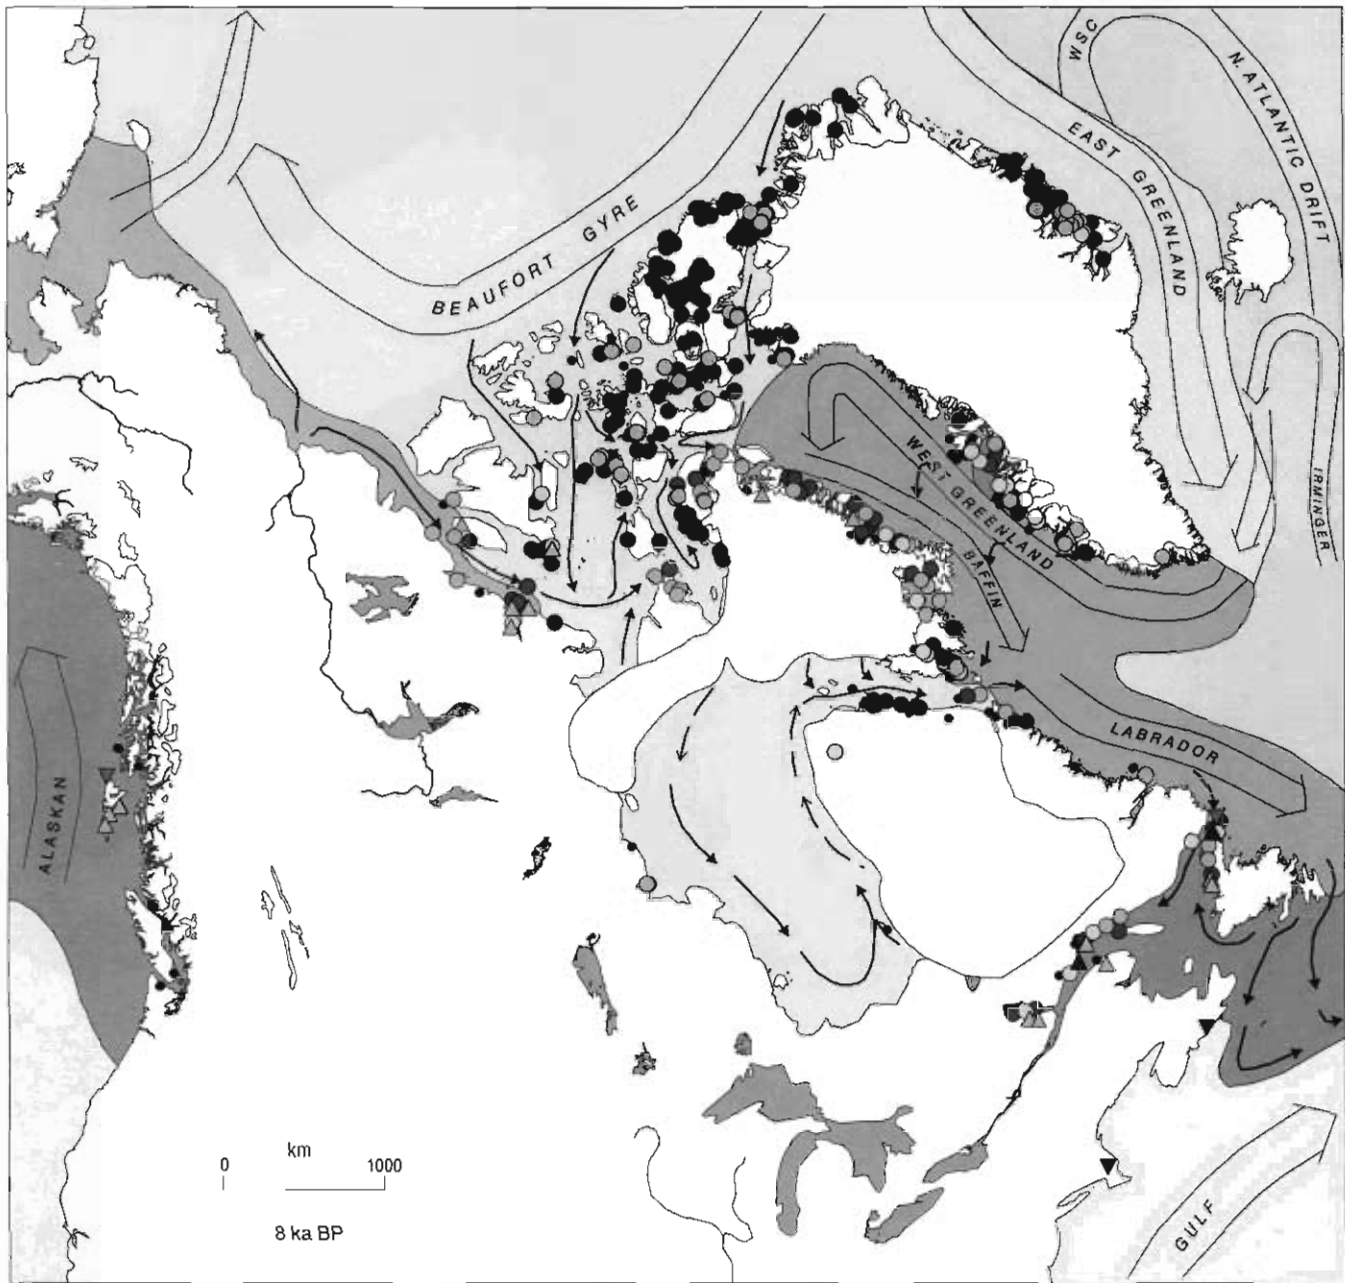 WSC
N. ATLANTIC DRIFT
EAST GREENLAND
BEAUFORT GYRE
WEST GREENLAND
BAFFIN
IRMINGER
LABRADOR
ALASKAN
km
0 1000
8 ka BP
GULF